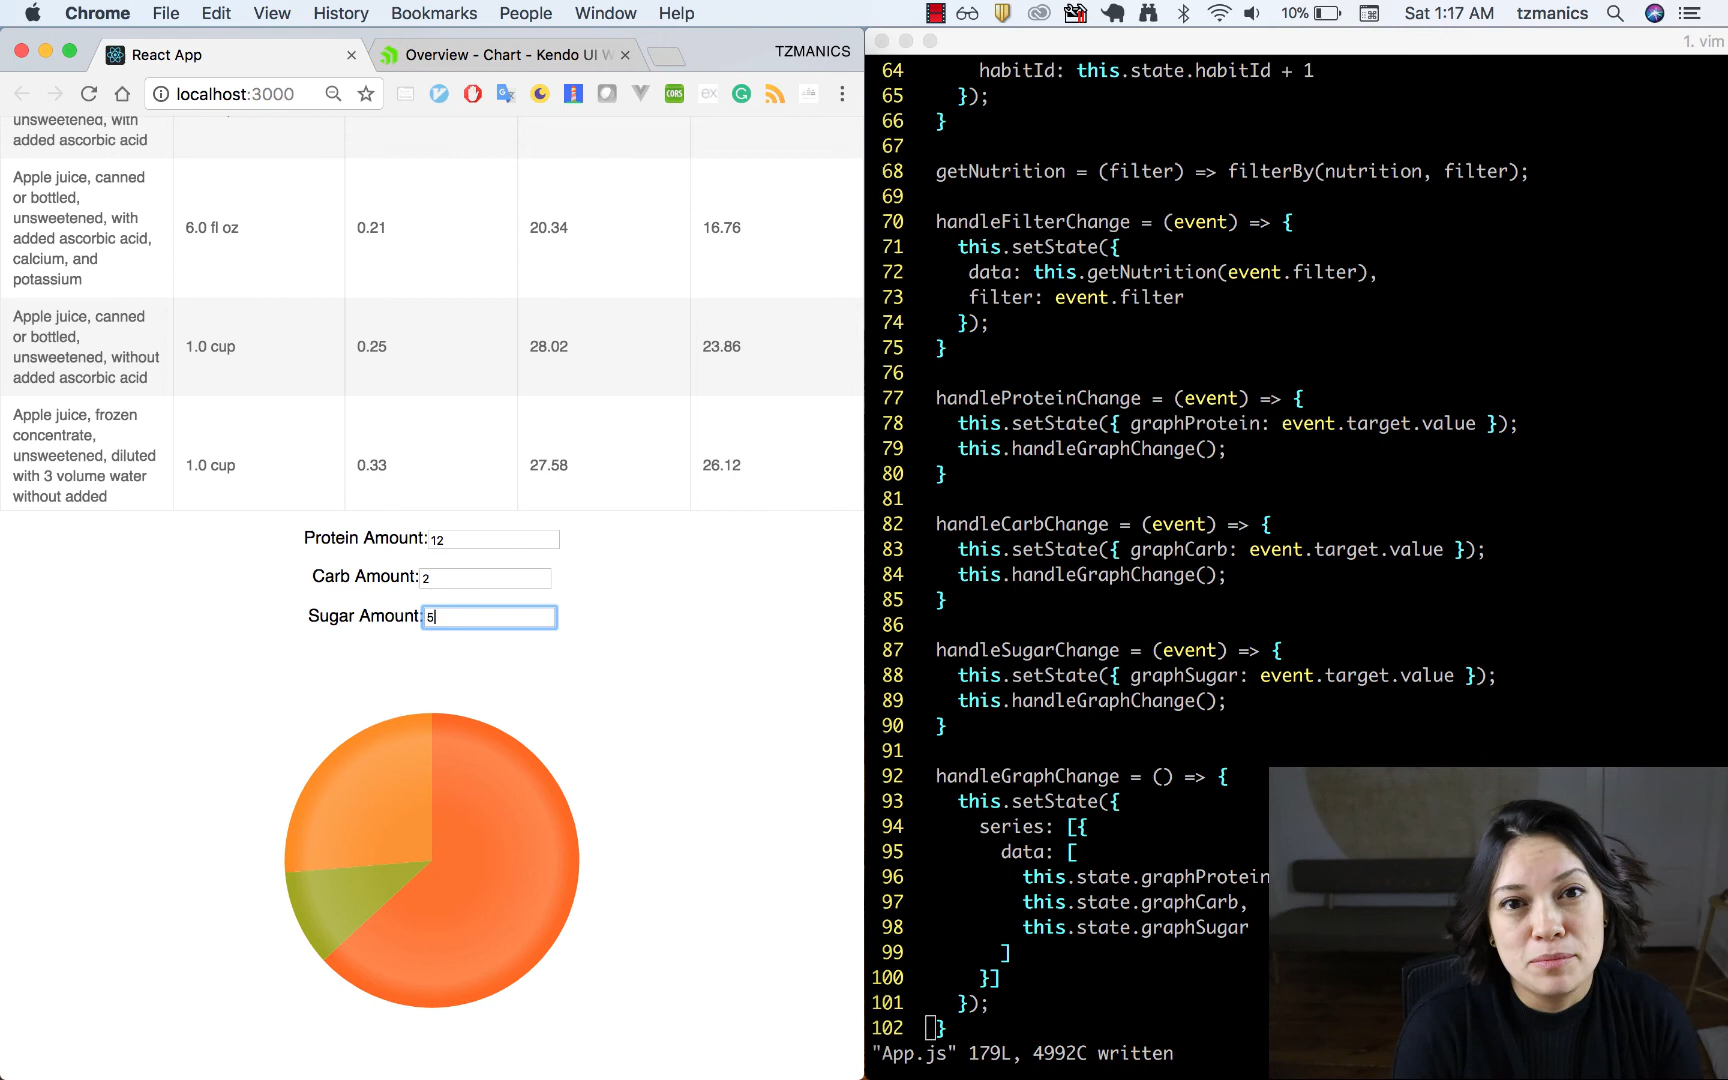 Chrome File Edit View History Bookmarks People Window Help 10% Sat 1:17 AM tzmanics
React App Overview - Chart - Kendo UI W TZMANICS
localhost:3000
unsweetened, with
added ascorbic acid
Apple juice, canned
or bottled,
unsweetened, with
added ascorbic acid,
calcium, and
potassium
6.0 fl oz 0.21 20.34 16.76
Apple juice, canned
or bottled,
unsweetened, without
added ascorbic acid
1.0 cup 0.25 28.02 23.86
Apple juice, frozen
concentrate,
unsweetened, diluted
with 3 volume water
without added
1.0 cup 0.33 27.58 26.12
Protein Amount: 12
Carb Amount: 2
Sugar Amount: 5
1. vim
64 habitId: this.state.habitId + 1
65 });
66 }
67
68 getNutrition = (filter) => filterBy(nutrition, filter);
69
70 handleFilterChange = (event) => {
71 this.setState({
72 data: this.getNutrition(event.filter),
73 filter: event.filter
74 });
75 }
76
77 handleProteinChange = (event) => {
78 this.setState({ graphProtein: event.target.value });
79 this.handleGraphChange();
80 }
81
82 handleCarbChange = (event) => {
83 this.setState({ graphCarb: event.target.value });
84 this.handleGraphChange();
85 }
86
87 handleSugarChange = (event) => {
88 this.setState({ graphSugar: event.target.value });
89 this.handleGraphChange();
90 }
91
92 handleGraphChange = () => {
93 this.setState({
94 series: [{
95 data: [
96 this.state.graphProtein
97 this.state.graphCarb,
98 this.state.graphSugar
99 ]
100 }]
101 });
102 }
"App.js" 179L, 4992C written